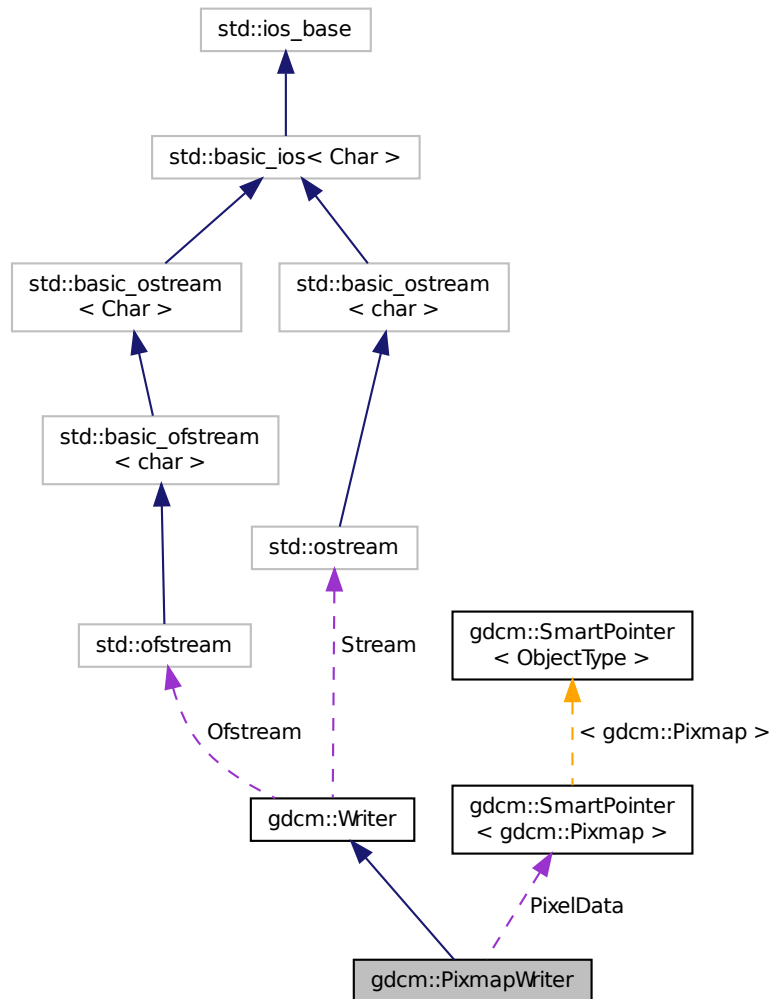 std::ios_base
std::basic_ios< Char >
std::basic_ostream
< Char >
std::basic_ostream
< char >
std::basic_ofstream
< char >
std::ostream
std::ofstream
Stream
gdcm::SmartPointer
< ObjectType >
Ofstream
< gdcm::Pixmap >
gdcm::Writer
gdcm::SmartPointer
< gdcm::Pixmap >
PixelData
gdcm::PixmapWriter